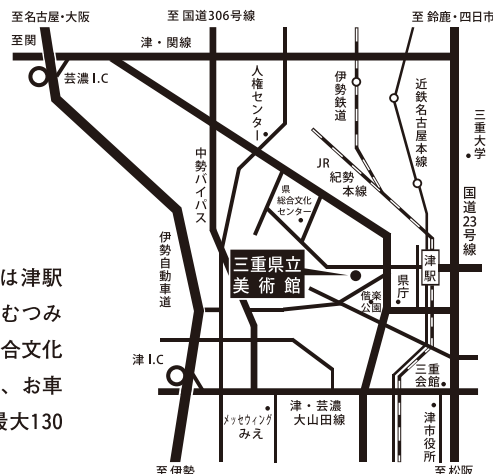 至名古屋・大阪
至 国道306号線
至 鈴鹿・四日市
至関
津・関線
芸濃 I.C
人権センター
伊勢鉄道
近鉄名古屋本線
三重大学
中勢バイパス
JR
紀勢
本線
県
総合文化
センター
国道23号線
伊勢自動車道
三重県立
美術館
津駅
県庁
偕楽
公園
は津駅
むつみ
合文化
、お車
最大130
津 I.C
三重
会館
メッセウィング
みえ
津・芸濃
大山田線
津市役所
至 伊勢
至 松阪